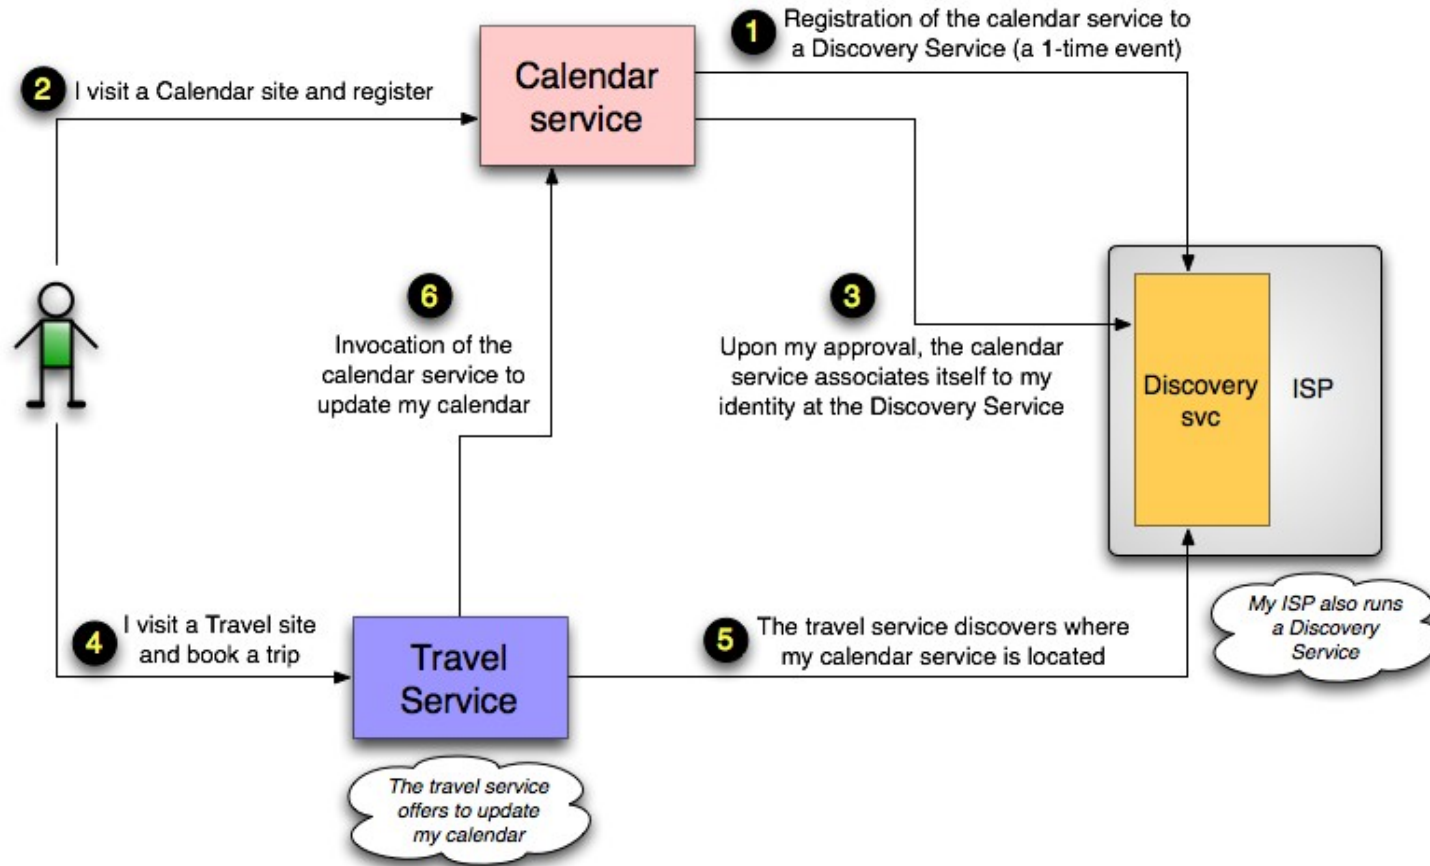 1
Registration of the calendar service to
a Discovery Service (a 1-time event)
Calendar
service
2
I visit a Calendar site and register
6
Invocation of the
calendar service to
update my calendar
3
Upon my approval, the calendar
service associates itself to my
identity at the Discovery Service
Discovery
svc
ISP
My ISP also runs
a Discovery
Service
4
I visit a Travel site
and book a trip
Travel
Service
5
The travel service discovers where
my calendar service is located
The travel service
offers to update
my calendar